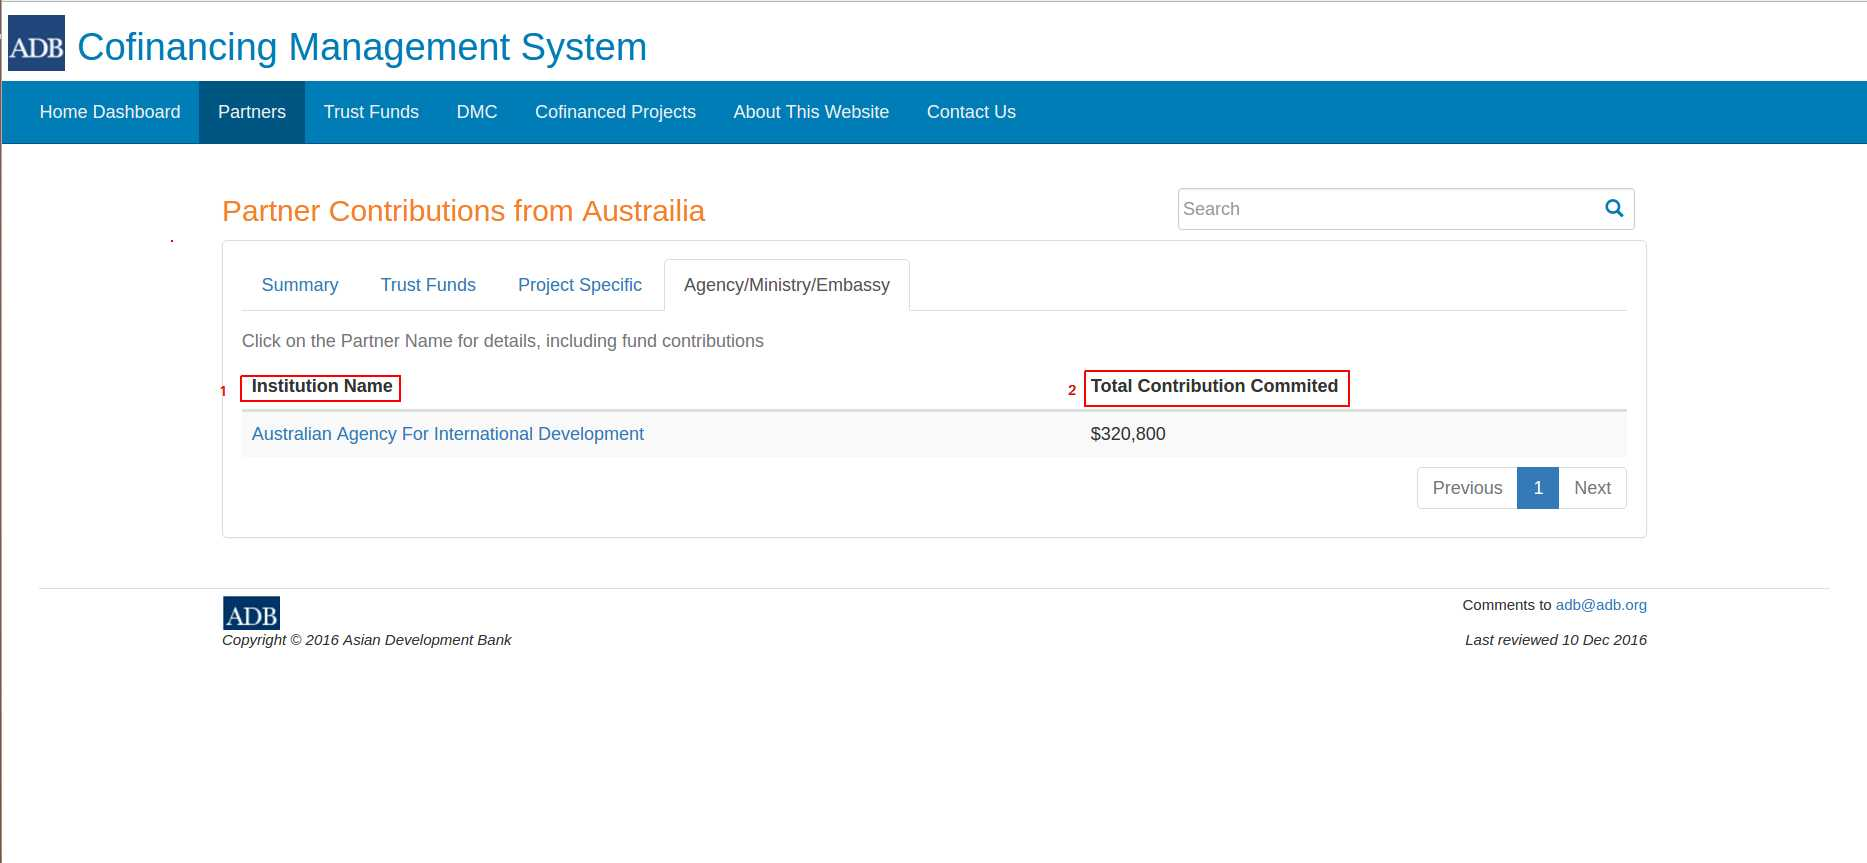 ADB Cofinancing Management System
Home Dashboard Partners Trust Funds DMC Cofinanced Projects About This Website Contact Us
Partner Contributions from Austrailia
Search
Summary Trust Funds Project Specific Agency/Ministry/Embassy
Click on the Partner Name for details, including fund contributions
1 Institution Name 2 Total Contribution Commited
Australian Agency For International Development $320,800
Previous 1 Next
ADB Comments to adb@adb.org
Copyright © 2016 Asian Development Bank Last reviewed 10 Dec 2016